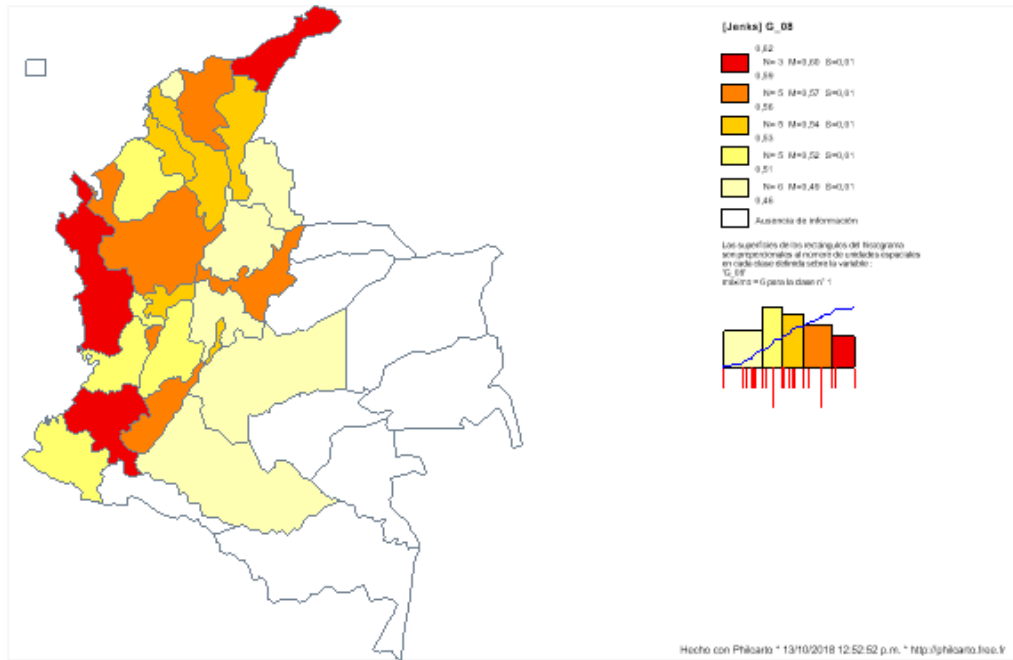 [Jenks] G_08
0,62
N= 3 M=0,60 S=0,01
0,59
N= 5 M=0,57 S=0,01
0,56
M=0,54 S=0,01
0,53
N= 5 M=0,52 S=0,01
0,51
N= 6 M=0,49 S=0,01
0,46
Ausencia de información
Las superficies de los rectángulos del histograma
son proporcionales al número de unidades espaciales
en cada clase definida sobre la variable :
'G_08'
máximo = 6 para la clase n° 1
Hecho con Philcarto * 13/10/2018 12:52:52 p.m. * http://philcarto.free.fr